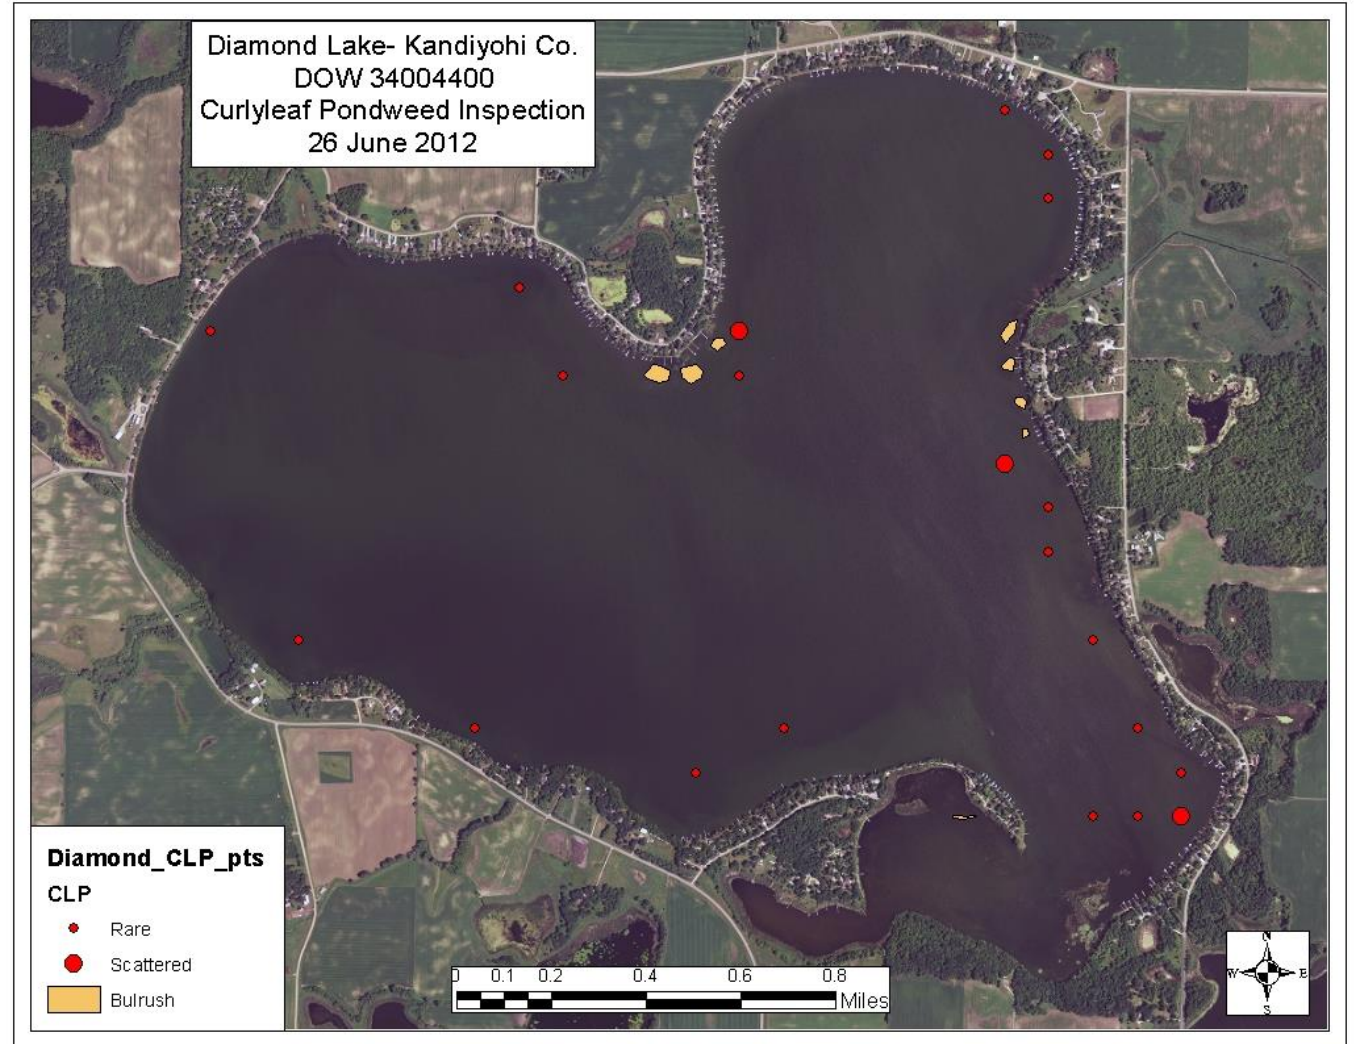 Diamond Lake- Kandiyohi Co.
DOW 34004400
Curlyleaf Pondweed Inspection
26 June 2012
Diamond_CLP_pts
CLP
Rare
Scattered
Bulrush
0 0.1 0.2 0.4 0.6 0.8
Miles
N
W E
S